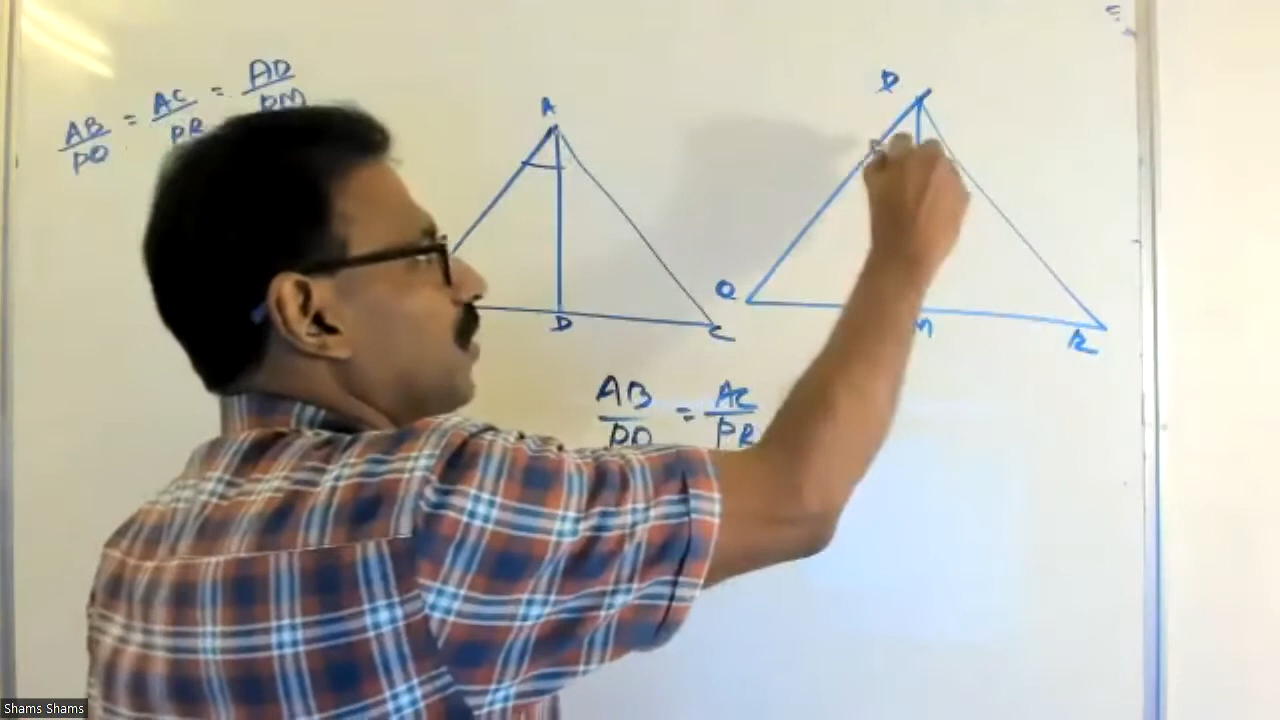 AB/PQ = AC/PR = AD/PM
A
P
Q
D
C
M
R
AB/PQ = AC/PR
Shams Shams